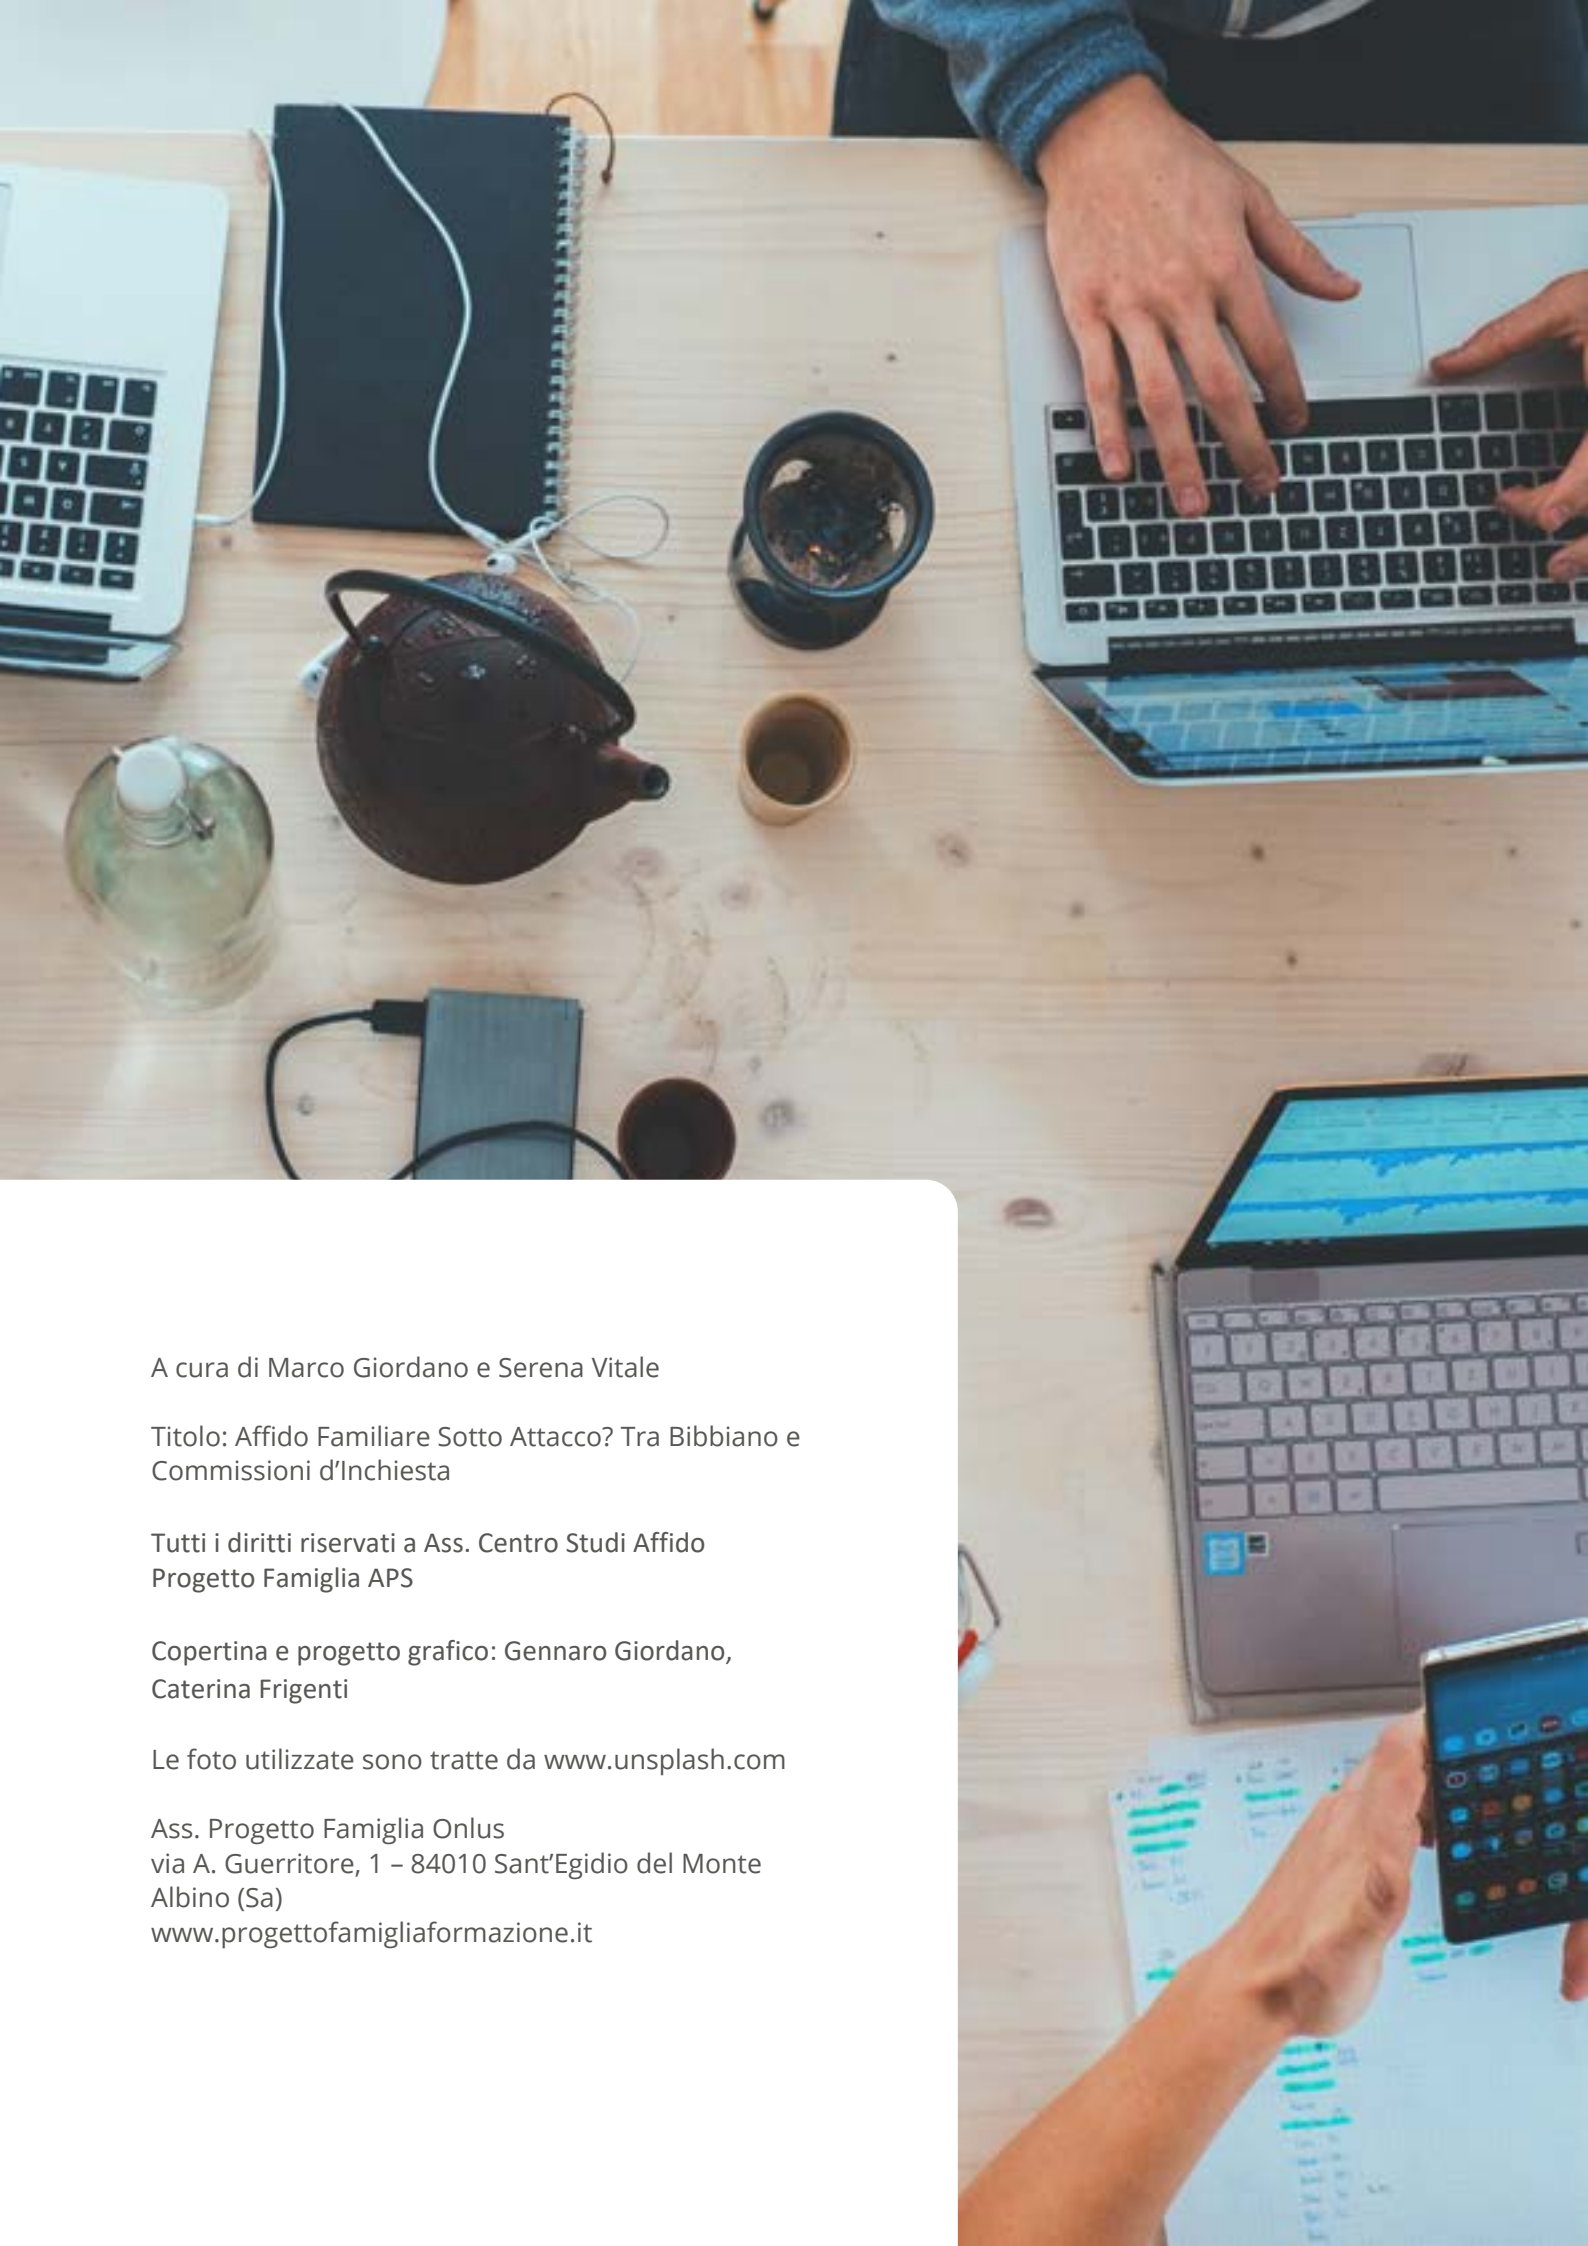 A cura di Marco Giordano e Serena Vitale
Titolo: Affido Familiare Sotto Attacco? Tra Bibbiano e
Commissioni d’Inchiesta
Tutti i diritti riservati a Ass. Centro Studi Affido
Progetto Famiglia APS
Copertina e progetto grafico: Gennaro Giordano,
Caterina Frigenti
Le foto utilizzate sono tratte da www.unsplash.com
Ass. Progetto Famiglia Onlus
via A. Guerritore, 1 – 84010 Sant’Egidio del Monte
Albino (Sa)
www.progettofamigliaformazione.it